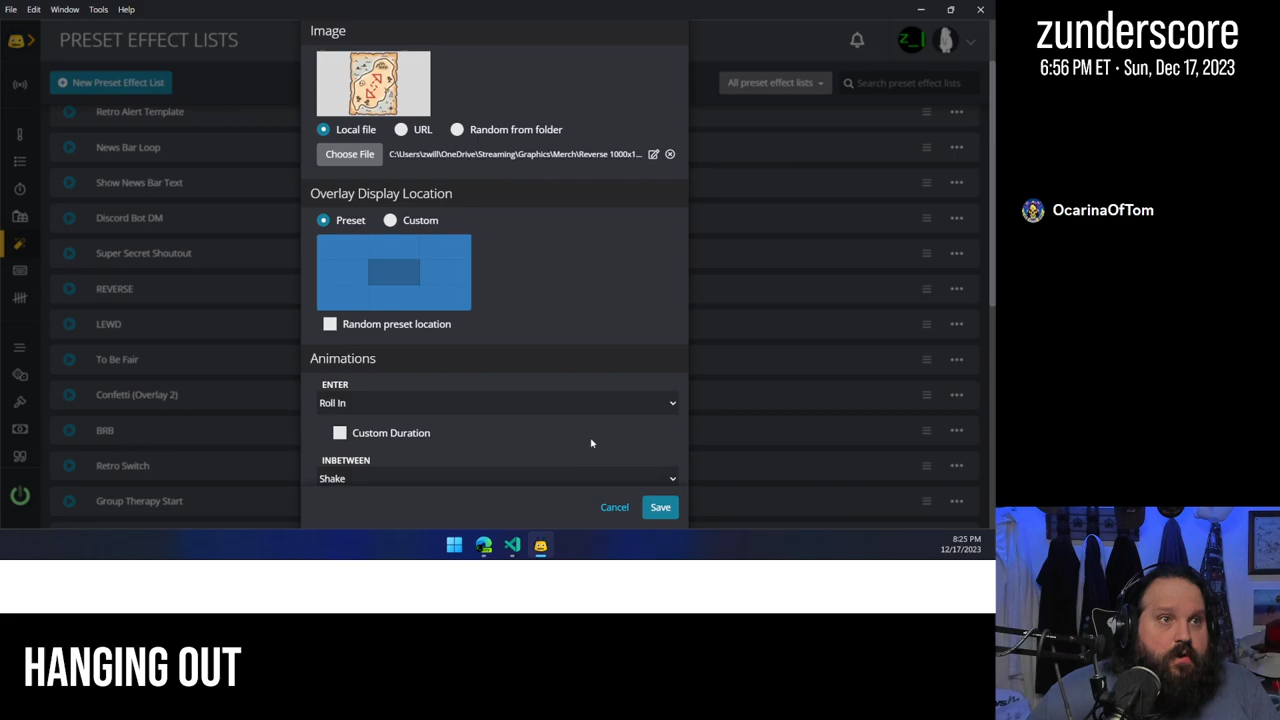 File Edit Window Tools Help
PRESET EFFECT LISTS
New Preset Effect List
All preset effect lists
Search preset effect lists
Retro Alert Template
News Bar Loop
Show News Bar Text
Discord Bot DM
Super Secret Shoutout
REVERSE
LEWD
To Be Fair
Confetti (Overlay 2)
BRB
Retro Switch
Group Therapy Start
Image
Local file URL Random from folder
Choose File C:\Users\zwill\OneDrive\Streaming\Graphics\Merch\Reverse 1000x1...
Overlay Display Location
Preset Custom
Random preset location
Animations
ENTER
Roll In
Custom Duration
INBETWEEN
Shake
Cancel Save
8:25 PM
12/17/2023
zunderscore
6:56 PM ET · Sun, Dec 17, 2023
OcarinaOfTom
HANGING OUT
z_|